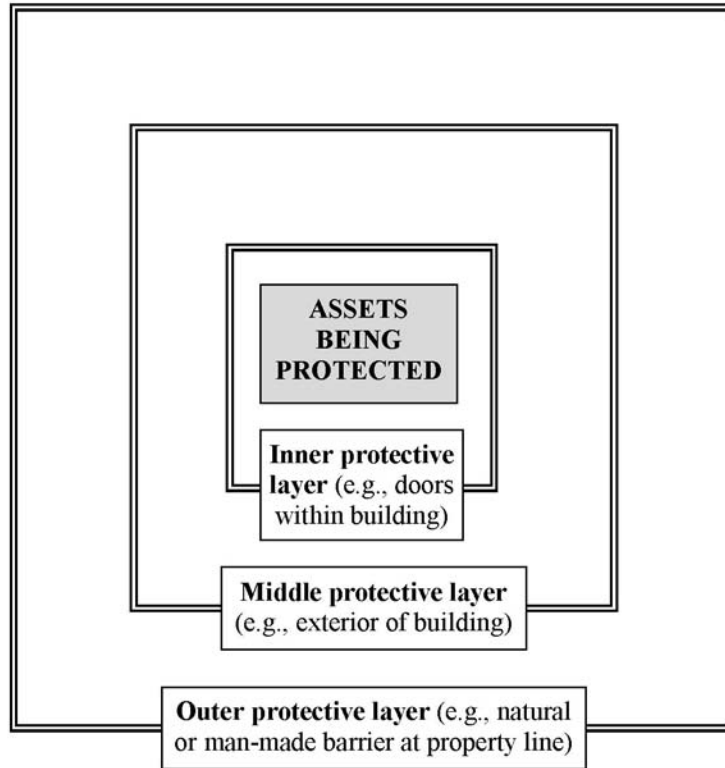 ASSETS
BEING
PROTECTED
Inner protective
layer (e.g., doors
within building)
Middle protective layer
(e.g., exterior of building)
Outer protective layer (e.g., natural
or man-made barrier at property line)